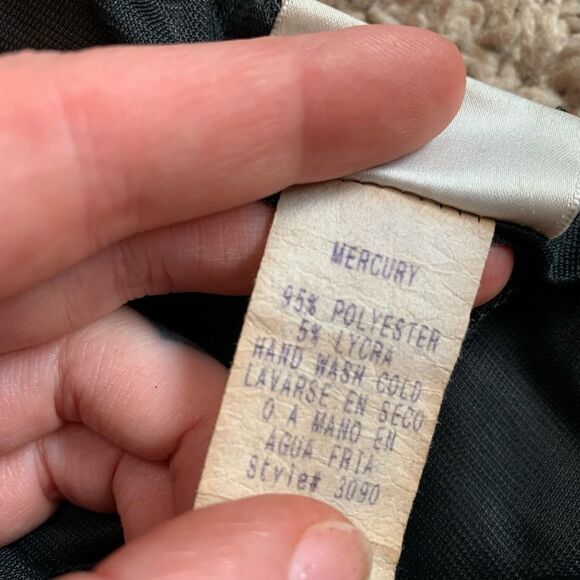 MERCURY
95% POLYESTER
5% LYCRA
HAND WASH COLD
LAVARSE EN SECO
O A MANO EN
AGUA FRIA
Style# 3090